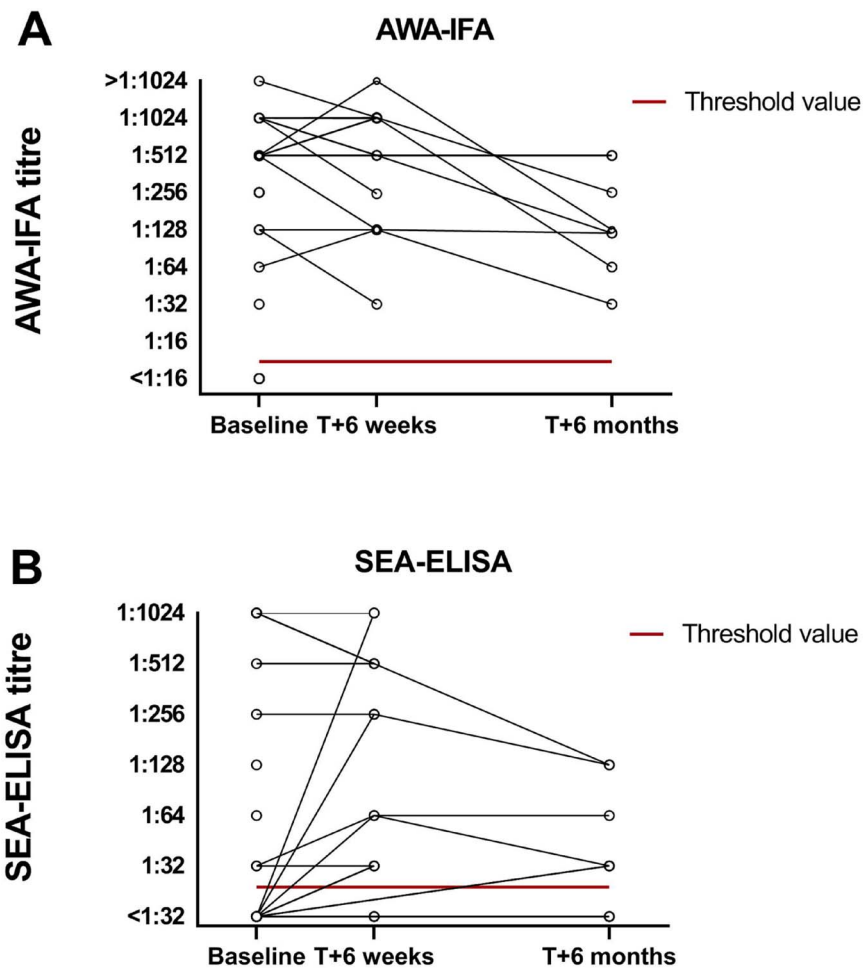 A
AWA-IFA
AWA-IFA titre
>1:1024
1:1024
1:512
1:256
1:128
1:64
1:32
1:16
<1:16
Threshold value
Baseline T+6 weeks T+6 months
B
SEA-ELISA
SEA-ELISA titre
1:1024
1:512
1:256
1:128
1:64
1:32
<1:32
Threshold value
Baseline T+6 weeks T+6 months